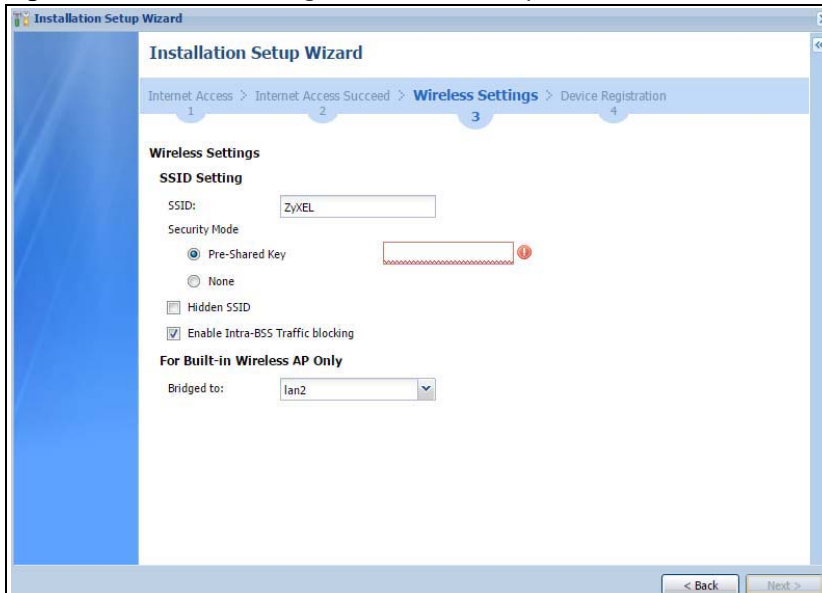 Installation Setup Wizard
Installation Setup Wizard
Internet Access > Internet Access Succeed > Wireless Settings > Device Registration
1 2 3 4
Wireless Settings
SSID Setting
SSID: ZyXEL
Security Mode
Pre-Shared Key
None
Hidden SSID
Enable Intra-BSS Traffic blocking
For Built-in Wireless AP Only
Bridged to: lan2
< Back Next >